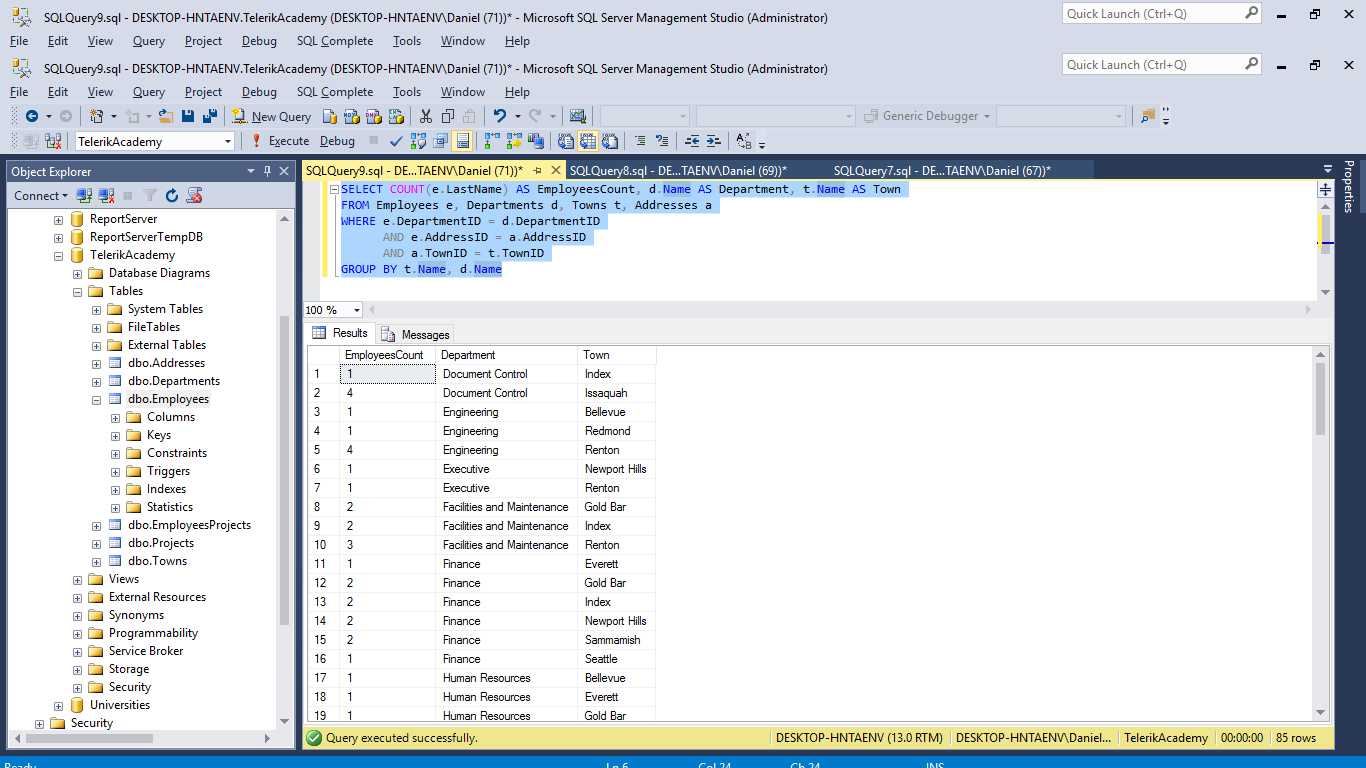 SQLQuery9.sql - DESKTOP-HNTAENV.TelerikAcademy (DESKTOP-HNTAENV\Daniel (71))* - Microsoft SQL Server Management Studio (Administrator)
Quick Launch (Ctrl+Q)
File Edit View Query Project Debug SQL Complete Tools Window Help
SQLQuery9.sql - DESKTOP-HNTAENV.TelerikAcademy (DESKTOP-HNTAENV\Daniel (71))* - Microsoft SQL Server Management Studio (Administrator)
Quick Launch (Ctrl+Q)
File Edit View Query Project Debug SQL Complete Tools Window Help
New Query Generic Debugger
TelerikAcademy Execute Debug
Object Explorer
Connect
ReportServer
ReportServerTempDB
TelerikAcademy
Database Diagrams
Tables
System Tables
FileTables
External Tables
dbo.Addresses
dbo.Departments
dbo.Employees
Columns
Keys
Constraints
Triggers
Indexes
Statistics
dbo.EmployeesProjects
dbo.Projects
dbo.Towns
Views
External Resources
Synonyms
Programmability
Service Broker
Storage
Security
Universities
Security
SQLQuery9.sql - DE...TAENV\Daniel (71))* SQLQuery8.sql - DE...TAENV\Daniel (69))* SQLQuery7.sql - DE...TAENV\Daniel (67))*
SELECT COUNT(e.LastName) AS EmployeesCount, d.Name AS Department, t.Name AS Town
FROM Employees e, Departments d, Towns t, Addresses a
WHERE e.DepartmentID = d.DepartmentID
AND e.AddressID = a.AddressID
AND a.TownID = t.TownID
GROUP BY t.Name, d.Name
100 %
Results Messages
EmployeesCount Department Town
1 1 Document Control Index
2 4 Document Control Issaquah
3 1 Engineering Bellevue
4 1 Engineering Redmond
5 4 Engineering Renton
6 1 Executive Newport Hills
7 1 Executive Renton
8 2 Facilities and Maintenance Gold Bar
9 2 Facilities and Maintenance Index
10 3 Facilities and Maintenance Renton
11 1 Finance Everett
12 2 Finance Gold Bar
13 2 Finance Index
14 2 Finance Newport Hills
15 2 Finance Sammamish
16 1 Finance Seattle
17 1 Human Resources Bellevue
18 1 Human Resources Everett
19 1 Human Resources Gold Bar
Query executed successfully. DESKTOP-HNTAENV (13.0 RTM) DESKTOP-HNTAENV\Daniel... TelerikAcademy 00:00:00 85 rows
Properties
Ready Ln 6 Col 24 Ch 24 INS